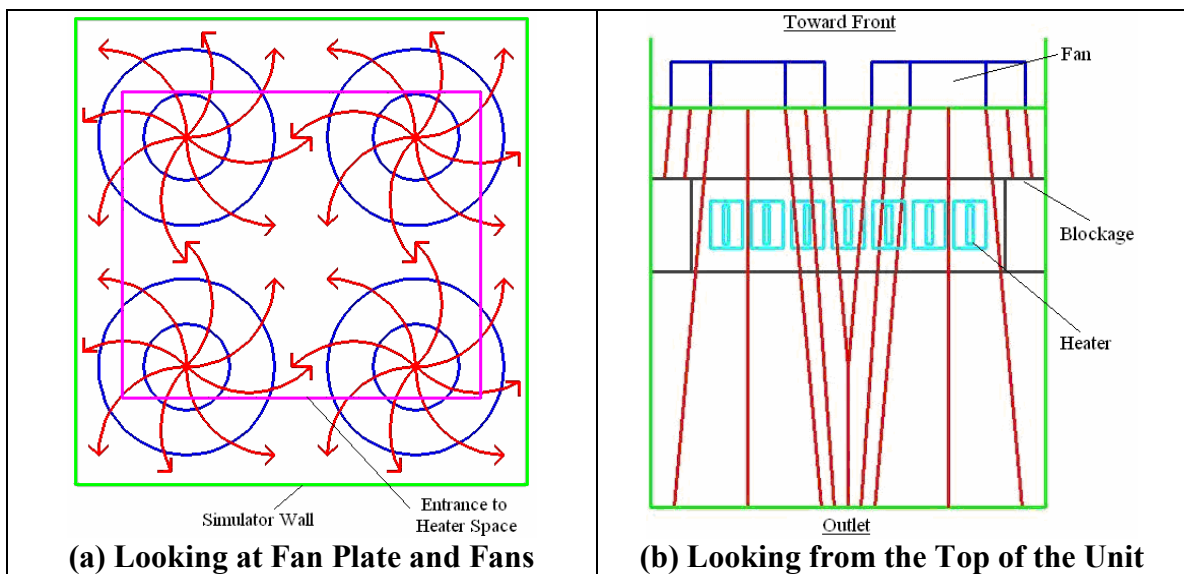 Simulator Wall
Entrance to
Heater Space
(a) Looking at Fan Plate and Fans
Toward Front
Fan
Blockage
Heater
Outlet
(b) Looking from the Top of the Unit